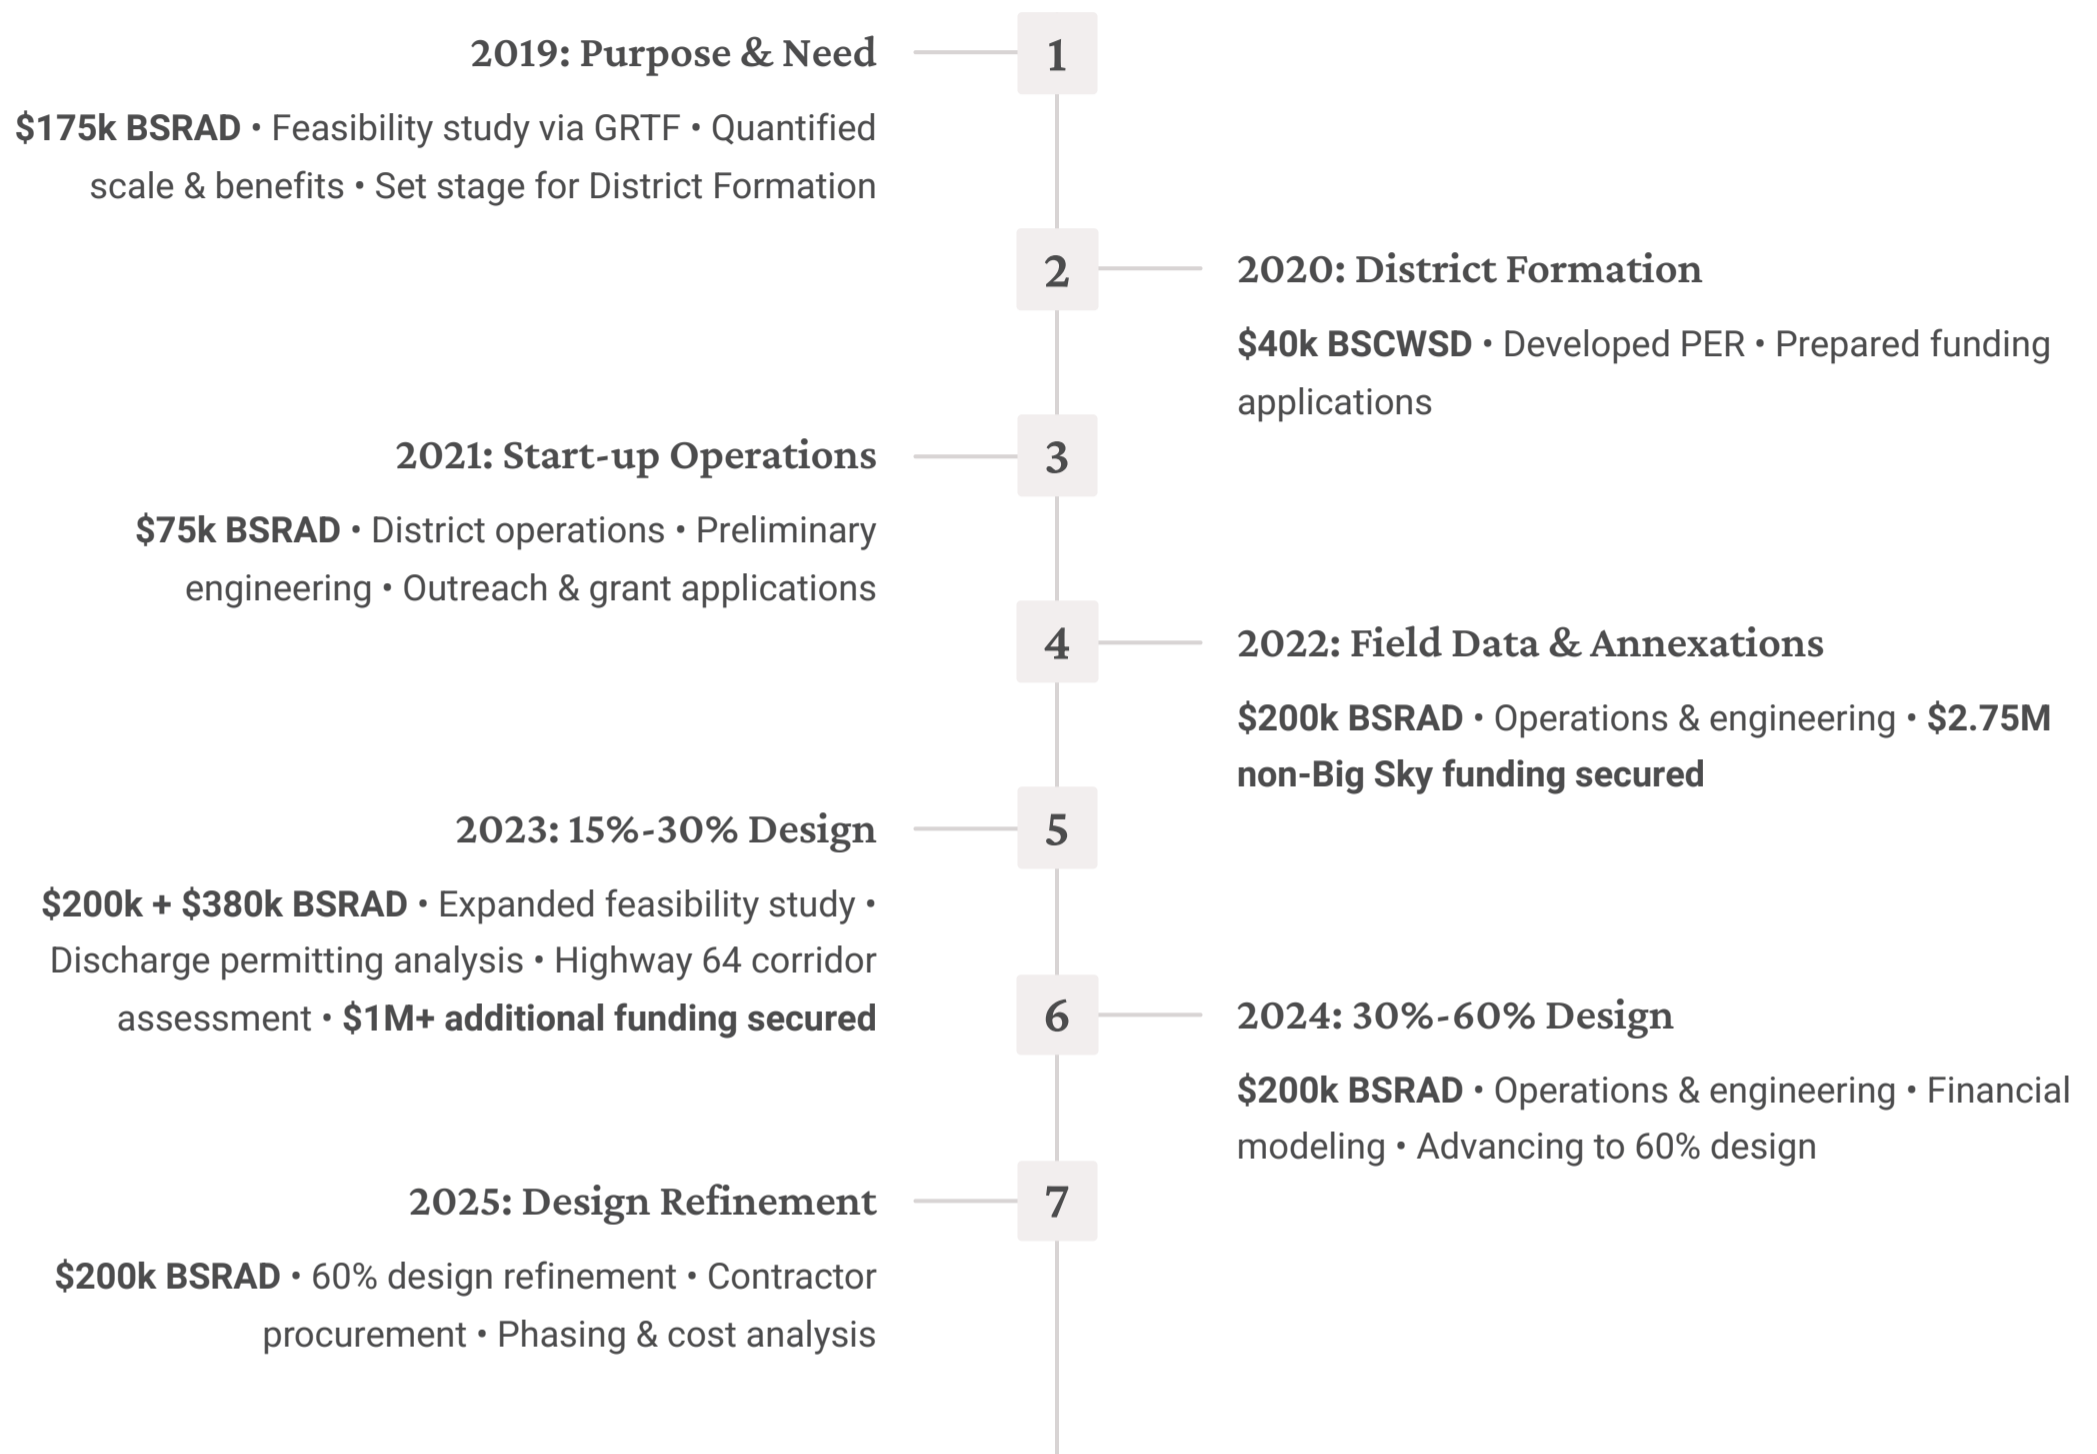 2019: Purpose & Need
1
$175k BSRAD • Feasibility study via GRTF • Quantified
scale & benefits • Set stage for District Formation
2
2020: District Formation
$40k BSCWSD • Developed PER • Prepared funding
applications
2021: Start-up Operations
3
$75k BSRAD • District operations • Preliminary
engineering • Outreach & grant applications
4
2022: Field Data & Annexations
$200k BSRAD • Operations & engineering • $2.75M
non-Big Sky funding secured
2023: 15%-30% Design
5
$200k + $380k BSRAD • Expanded feasibility study •
Discharge permitting analysis • Highway 64 corridor
assessment • $1M+ additional funding secured
6
2024: 30%-60% Design
$200k BSRAD • Operations & engineering • Financial
modeling • Advancing to 60% design
2025: Design Refinement
7
$200k BSRAD • 60% design refinement • Contractor
procurement • Phasing & cost analysis